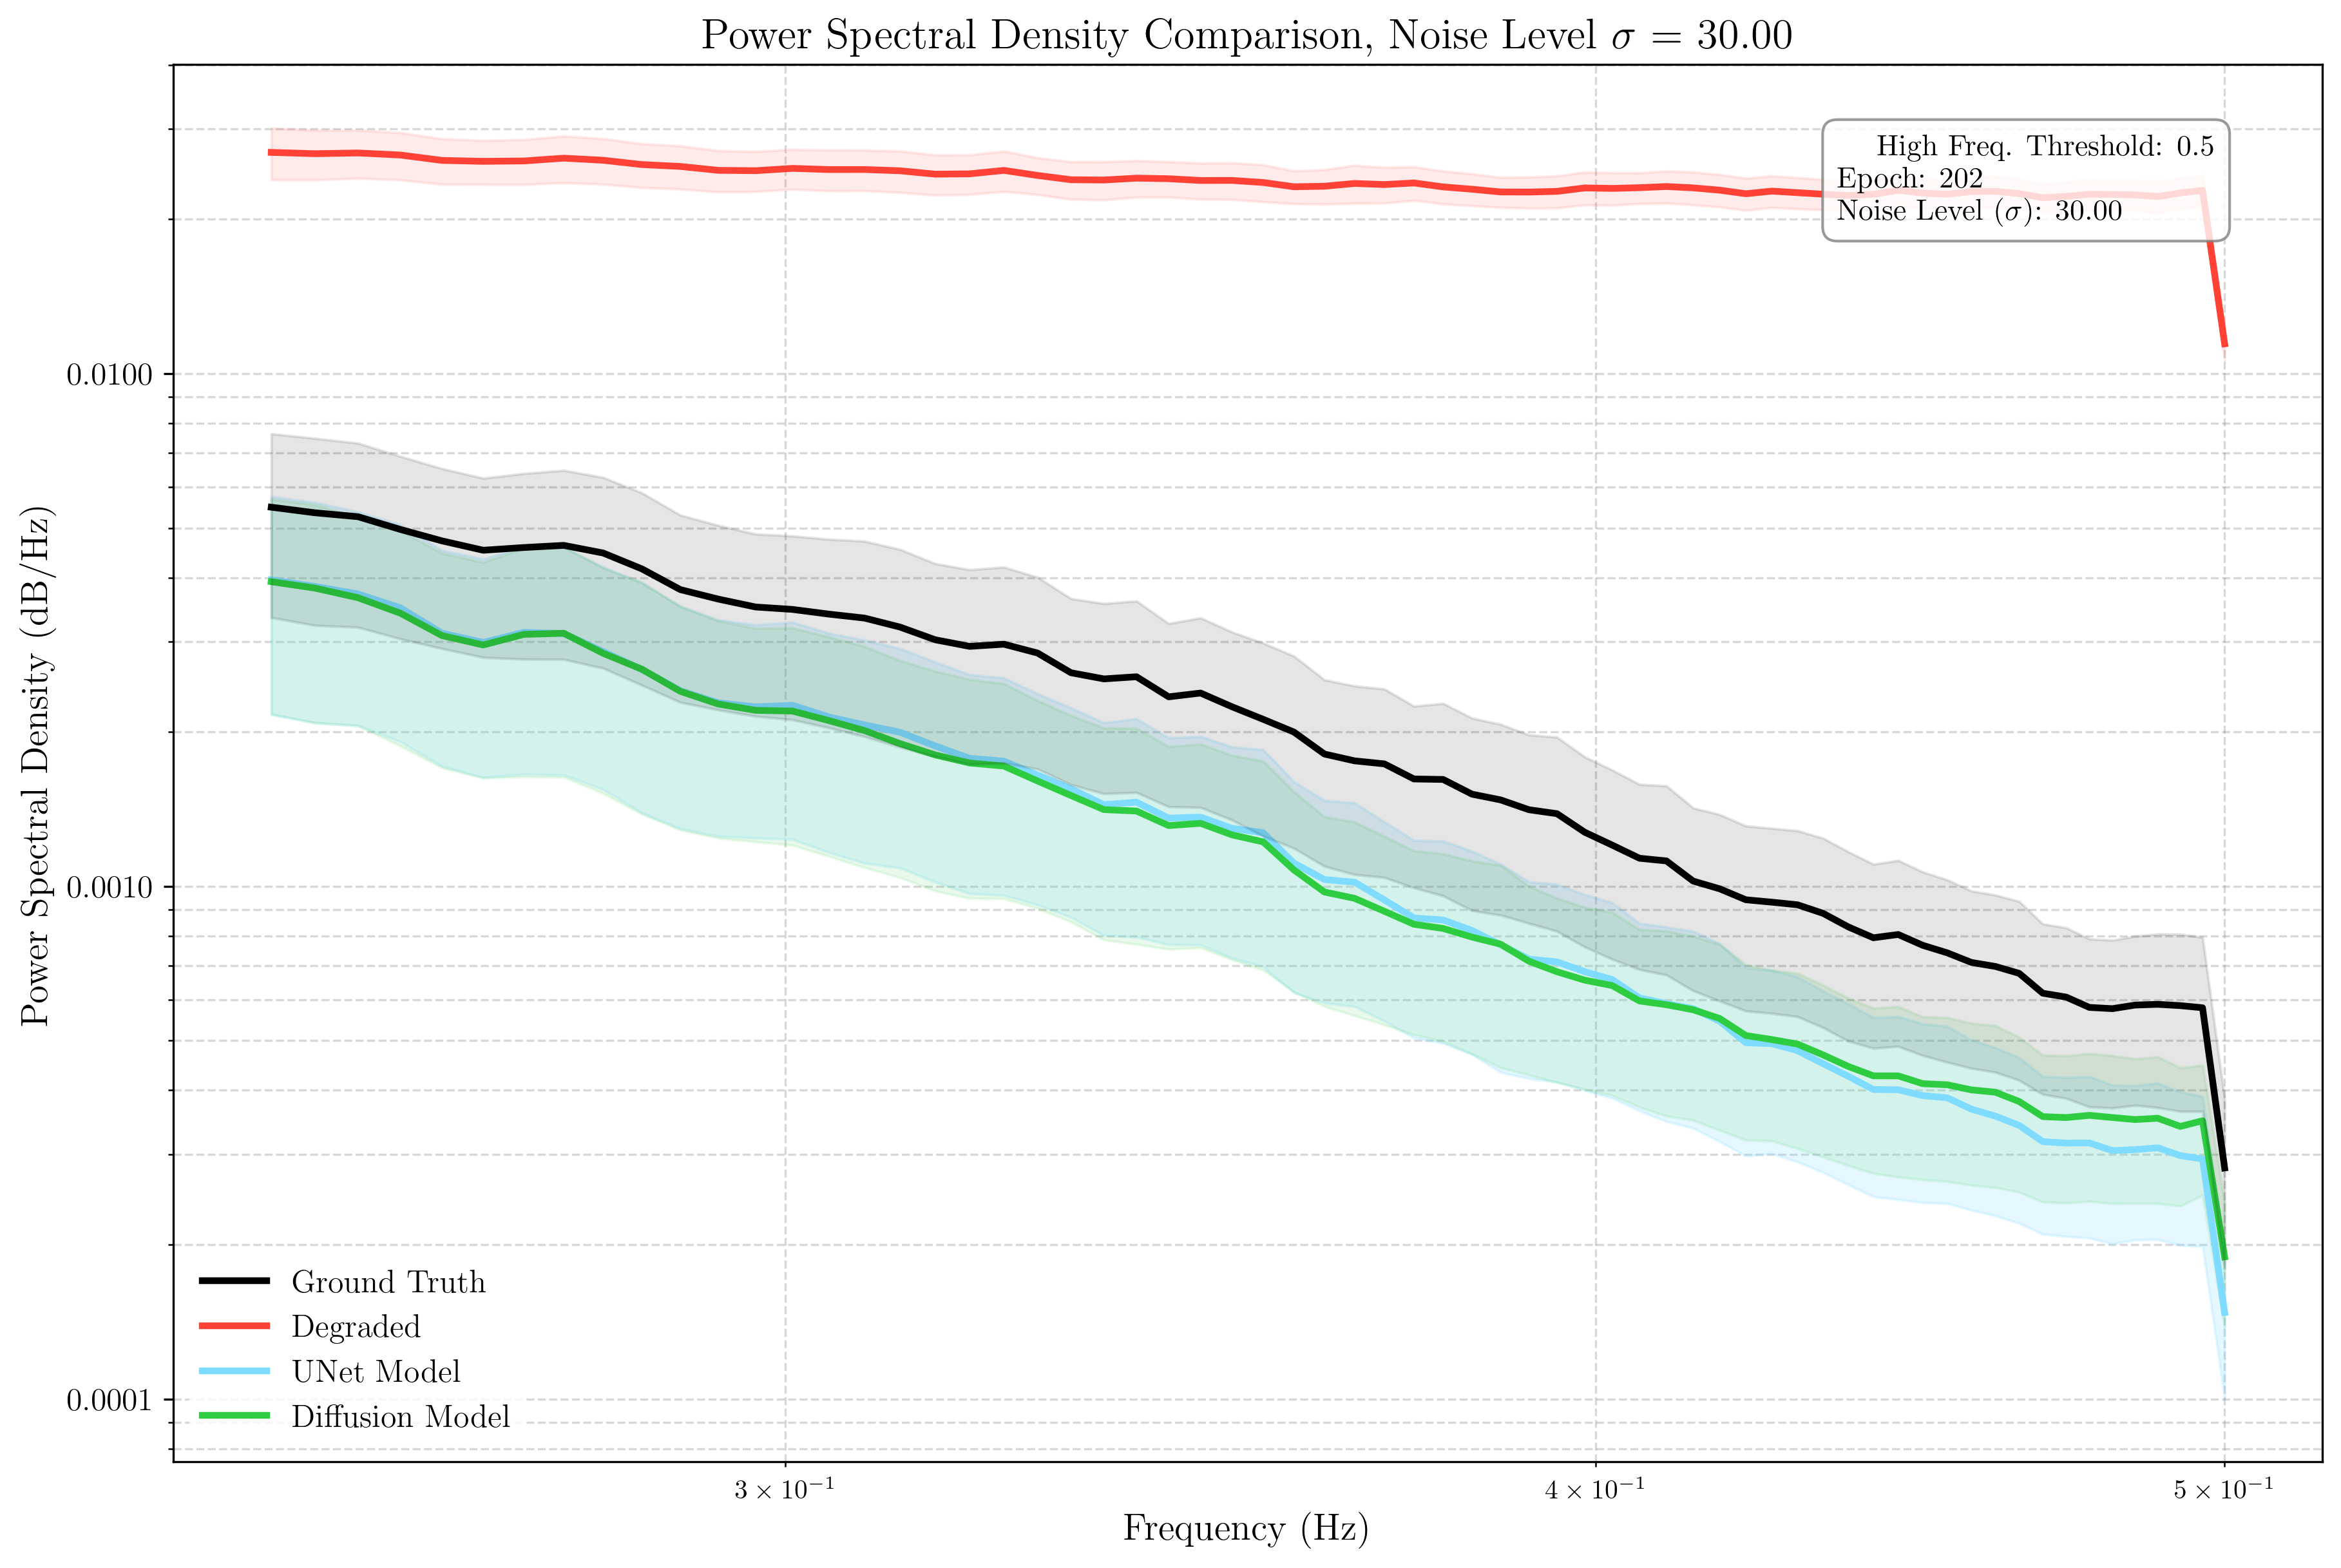 Power Spectral Density Comparison, Noise Level σ = 30.00
High Freq. Threshold: 0.5
Epoch: 202
Noise Level (σ): 30.00
Power Spectral Density (dB/Hz)
0.0100
0.0010
0.0001
Ground Truth
Degraded
UNet Model
Diffusion Model
3 × 10⁻¹
4 × 10⁻¹
5 × 10⁻¹
Frequency (Hz)